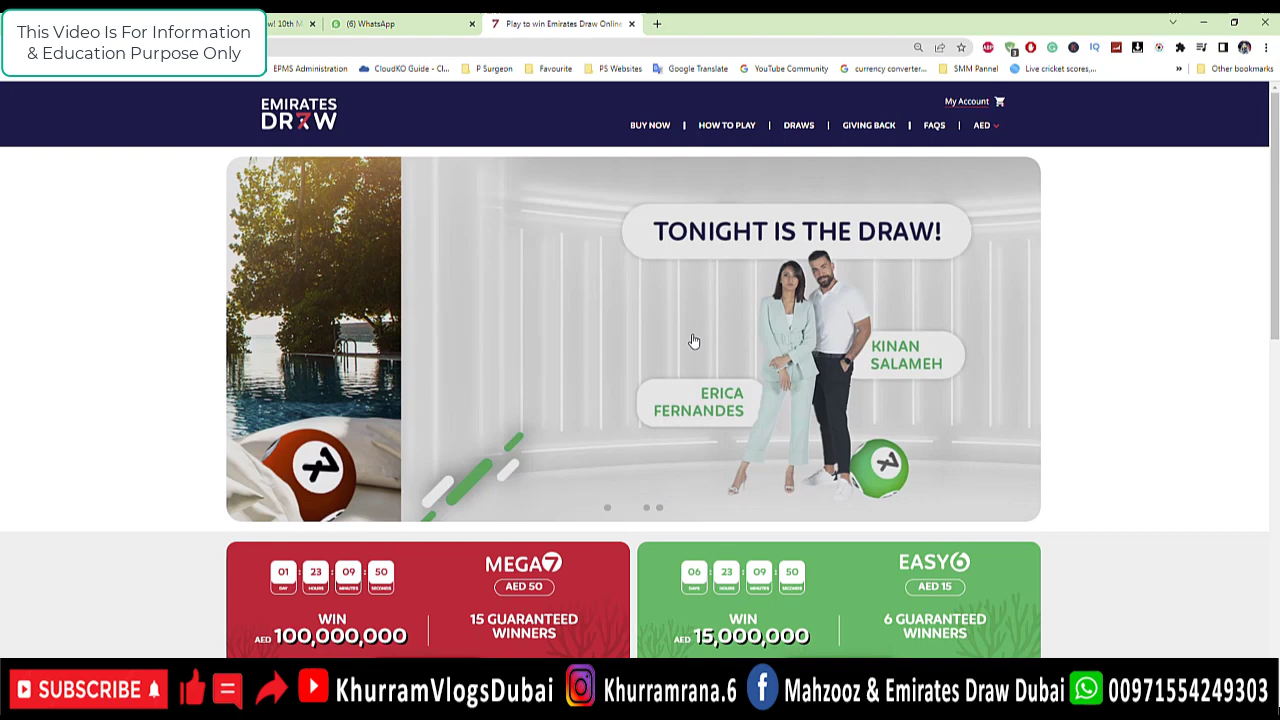 This Video Is For Information
& Education Purpose Only
(6) WhatsApp
Play to win Emirates Draw Online
EPMS Administration
CloudKO Guide - Cl...
P Surgeon
Favourite
PS Websites
Google Translate
YouTube Community
currency converter...
SMM Pannel
Live cricket scores,...
»
Other bookmarks
EMIRATES
DR7W
My Account
BUY NOW | HOW TO PLAY | DRAWS | GIVING BACK | FAQS | AED
TONIGHT IS THE DRAW!
KINAN
SALAMEH
ERICA
FERNANDES
7
7
01 : 23 : 09 : 50
DAY HOURS MINUTES SECONDS
MEGA7
AED 50
WIN
AED 100,000,000
15 GUARANTEED
WINNERS
06 : 23 : 09 : 50
DAYS HOURS MINUTES SECONDS
EASY6
AED 15
WIN
AED 15,000,000
6 GUARANTEED
WINNERS
SUBSCRIBE
KhurramVlogsDubai
Khurramrana.6
Mahzooz & Emirates Draw Dubai
00971554249303